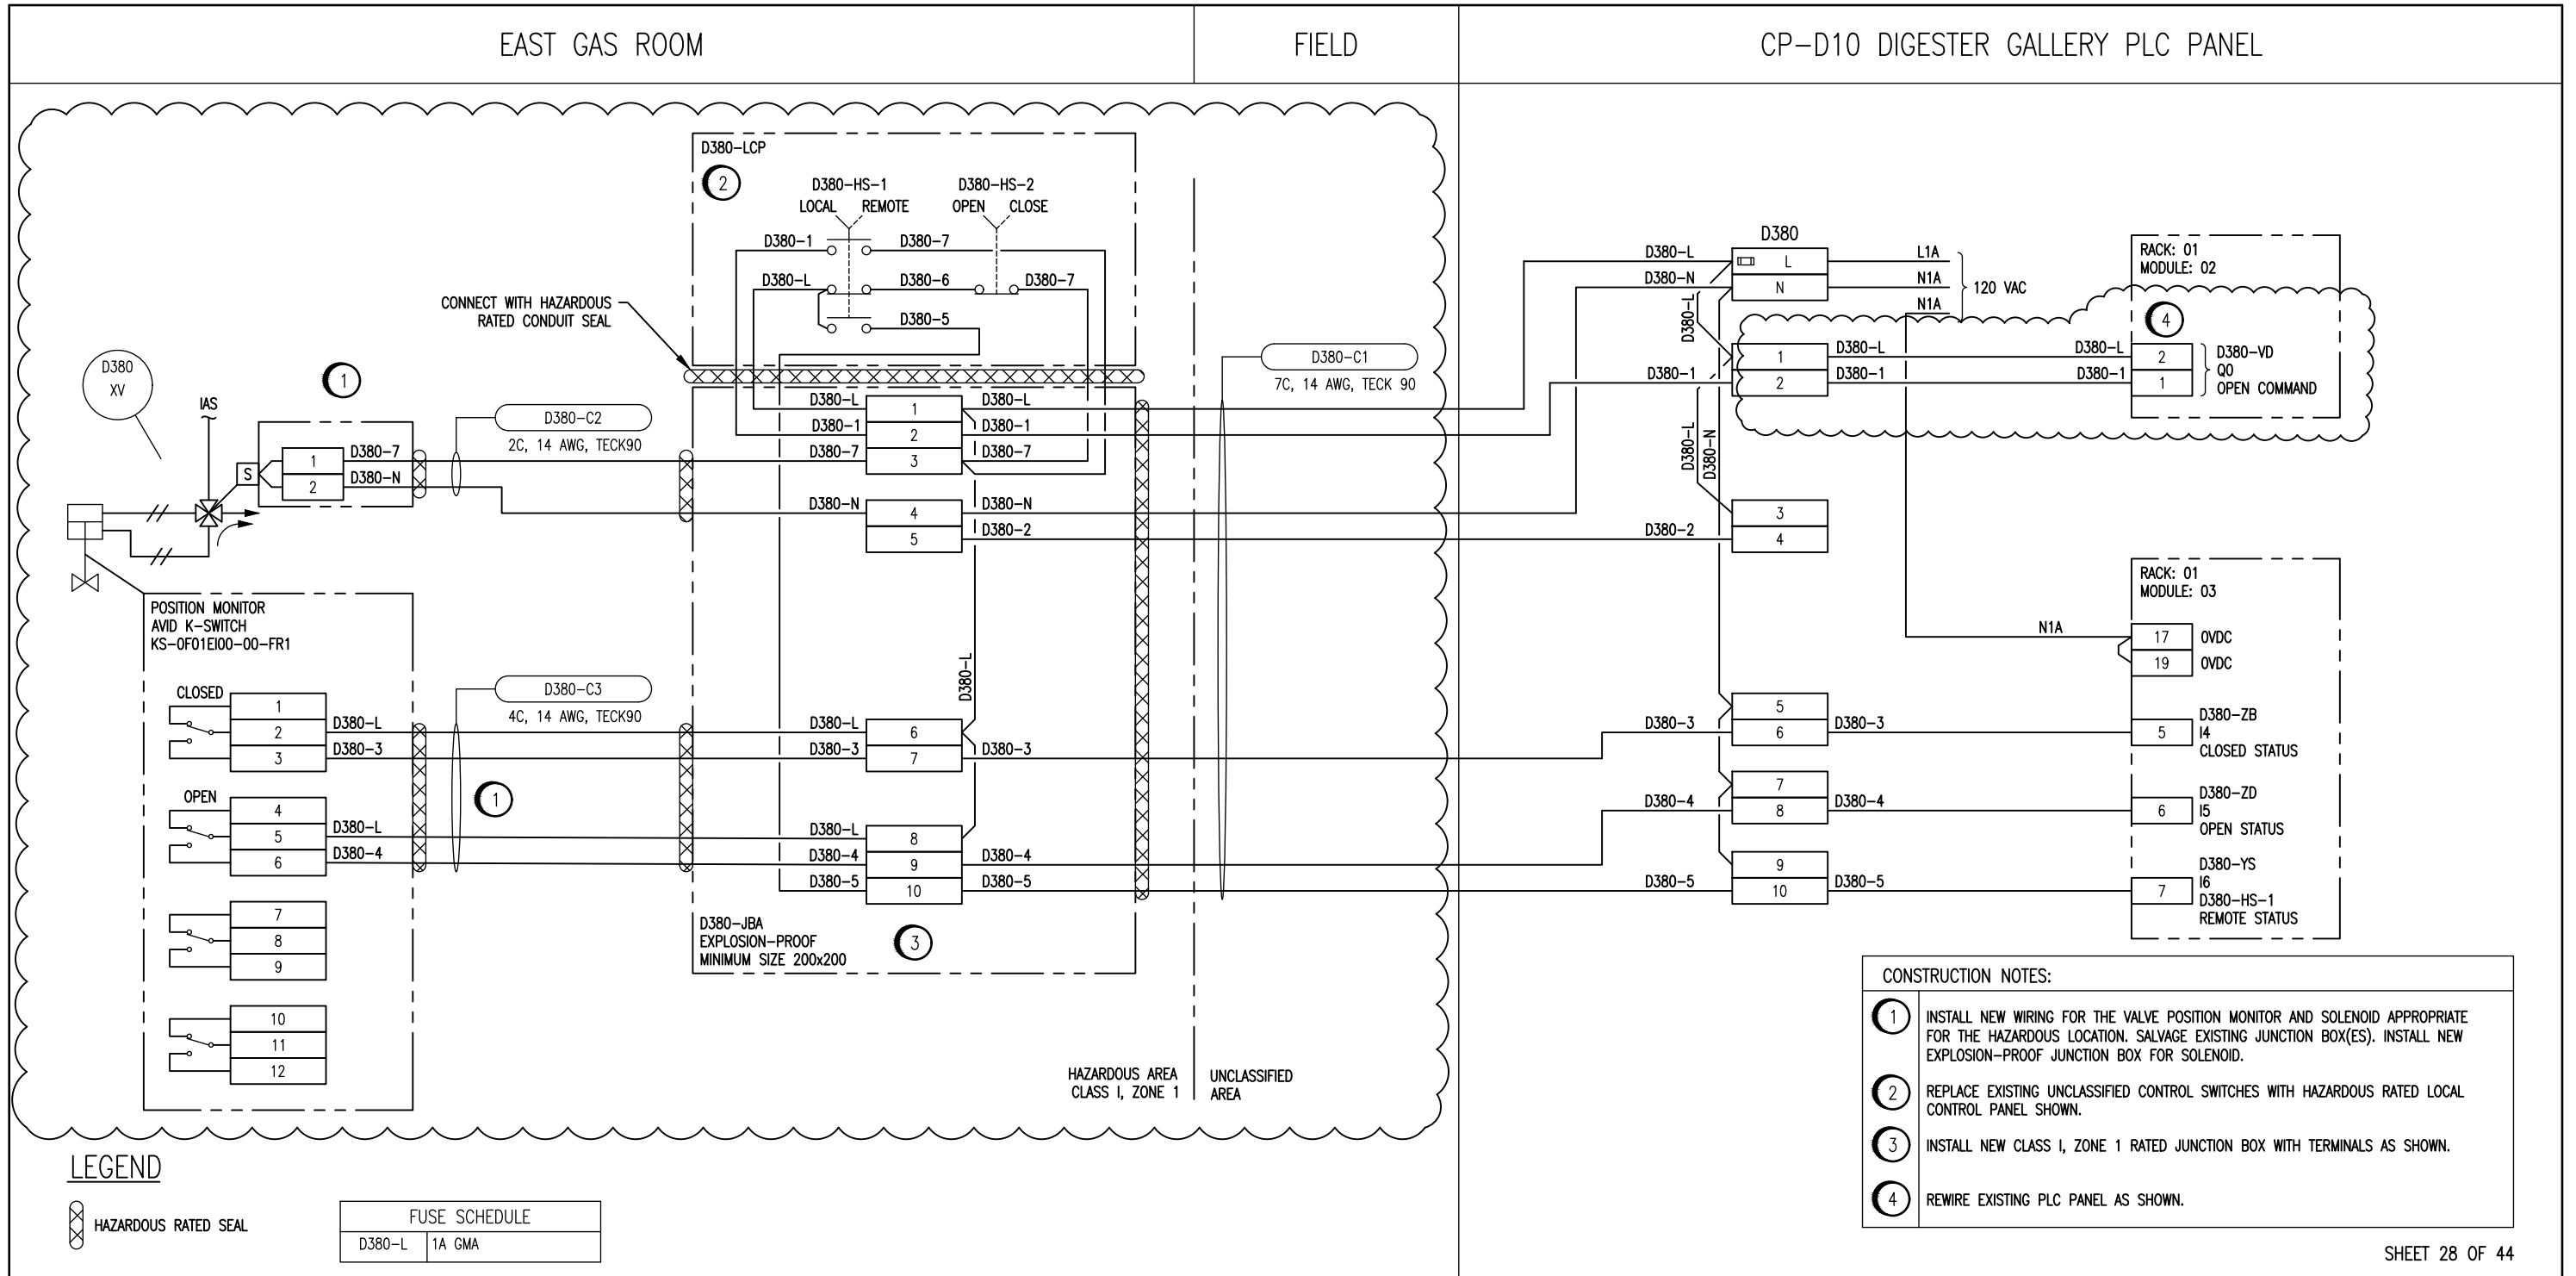 EAST GAS ROOM
FIELD
CP-D10 DIGESTER GALLERY PLC PANEL
D380-LCP
2
D380-HS-1
LOCAL REMOTE
D380-HS-2
OPEN CLOSE
D380-1
D380-7
D380-L
D380-6
D380-7
D380-5
CONNECT WITH HAZARDOUS
RATED CONDUIT SEAL
D380
XV
IAS
1
S
1
2
D380-7
D380-N
D380-C2
2C, 14 AWG, TECK90
D380-L
D380-1
D380-7
1
2
3
D380-L
D380-1
D380-7
D380-N
4
5
D380-N
D380-2
D380-C1
7C, 14 AWG, TECK 90
POSITION MONITOR
AVID K-SWITCH
KS-0F01EI00-00-FR1
CLOSED
1
2
3
D380-L
D380-3
OPEN
4
5
6
D380-L
D380-4
7
8
9
10
11
12
D380-C3
4C, 14 AWG, TECK90
1
D380-L
D380-L
D380-3
6
7
D380-3
D380-L
D380-4
D380-5
8
9
10
D380-4
D380-5
D380-JBA
EXPLOSION-PROOF
MINIMUM SIZE 200x200
3
HAZARDOUS AREA
CLASS I, ZONE 1
UNCLASSIFIED
AREA
D380
D380-L
D380-N
L
N
L1A
N1A
N1A
120 VAC
D380-L
D380-1
1
2
D380-L
D380-1
D380-L
D380-1
D380-L
D380-N
D380-2
3
4
RACK: 01
MODULE: 02
4
2
1
D380-VD
Q0
OPEN COMMAND
RACK: 01
MODULE: 03
N1A
17
0VDC
19
0VDC
D380-3
5
6
D380-3
5
D380-ZB
I4
CLOSED STATUS
D380-4
7
8
D380-4
6
D380-ZD
I5
OPEN STATUS
D380-5
9
10
D380-5
7
D380-YS
I6
D380-HS-1
REMOTE STATUS
CONSTRUCTION NOTES:
1
INSTALL NEW WIRING FOR THE VALVE POSITION MONITOR AND SOLENOID APPROPRIATE
FOR THE HAZARDOUS LOCATION. SALVAGE EXISTING JUNCTION BOX(ES). INSTALL NEW
EXPLOSION-PROOF JUNCTION BOX FOR SOLENOID.
2
REPLACE EXISTING UNCLASSIFIED CONTROL SWITCHES WITH HAZARDOUS RATED LOCAL
CONTROL PANEL SHOWN.
3
INSTALL NEW CLASS I, ZONE 1 RATED JUNCTION BOX WITH TERMINALS AS SHOWN.
4
REWIRE EXISTING PLC PANEL AS SHOWN.
LEGEND
HAZARDOUS RATED SEAL
FUSE SCHEDULE
D380-L 1A GMA
SHEET 28 OF 44